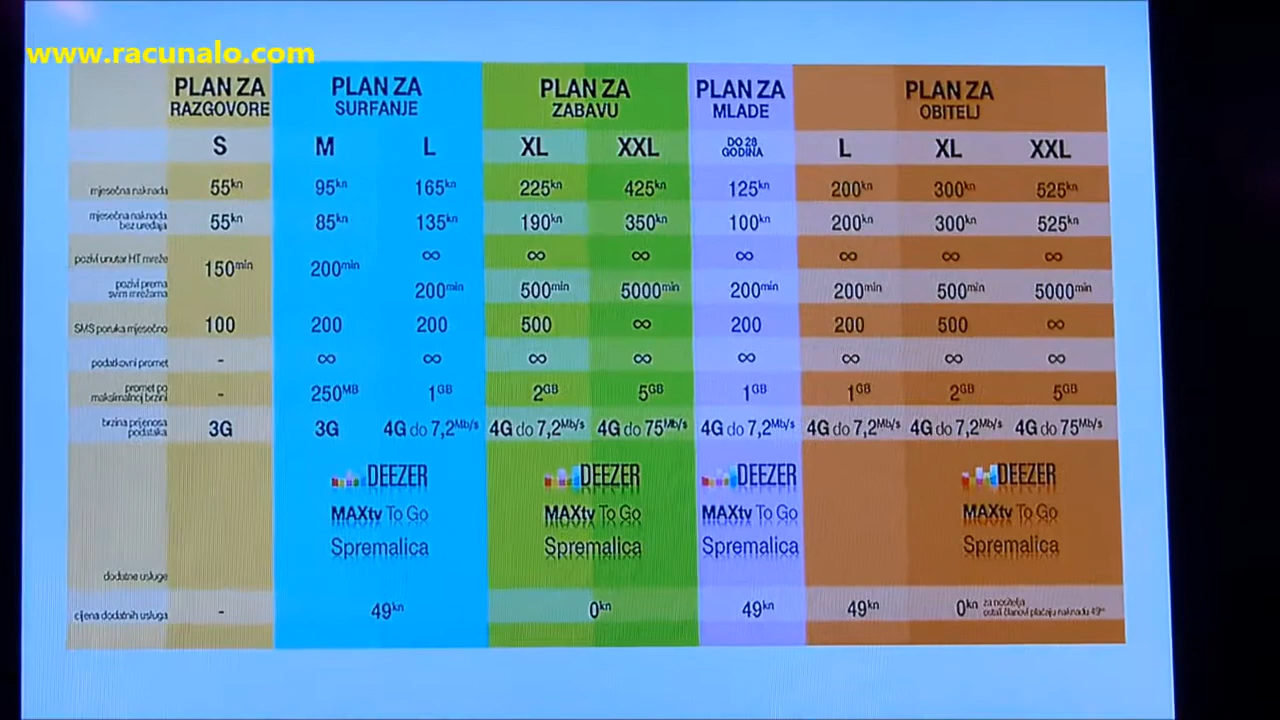 www.racunalo.com
PLAN ZA RAZGOVORE
PLAN ZA SURFANJE
PLAN ZA ZABAVU
PLAN ZA MLADE
PLAN ZA OBITELJ
S M L XL XXL DO 28 GODINA L XL XXL
mjesečna naknada 55kn 95kn 165kn 225kn 425kn 125kn 200kn 300kn 525kn
mjesečna naknada bez uređaja 55kn 85kn 135kn 190kn 350kn 100kn 200kn 300kn 525kn
pozivi unutar HT mreže 150min 200min ∞ ∞ ∞ ∞ ∞ ∞ ∞
pozivi prema svim mrežama 200min 500min 5000min 200min 200min 500min 5000min
SMS poruka mjesečno 100 200 200 500 ∞ 200 200 500 ∞
podatkovni promet - ∞ ∞ ∞ ∞ ∞ ∞ ∞ ∞
promet po maksimalnoj brzini - 250MB 1GB 2GB 5GB 1GB 1GB 2GB 5GB
brzina prijenosa podataka 3G 3G 4G do 7,2Mb/s 4G do 7,2Mb/s 4G do 75Mb/s 4G do 7,2Mb/s 4G do 7,2Mb/s 4G do 7,2Mb/s 4G do 75Mb/s
DEEZER DEEZER DEEZER DEEZER
MAXtv To Go MAXtv To Go MAXtv To Go MAXtv To Go
Spremalica Spremalica Spremalica Spremalica
dodatne usluge
cijena dodatnih usluga - 49kn 0kn 49kn 49kn 0kn za nositelja
ostali članovi plaćaju naknadu 49kn